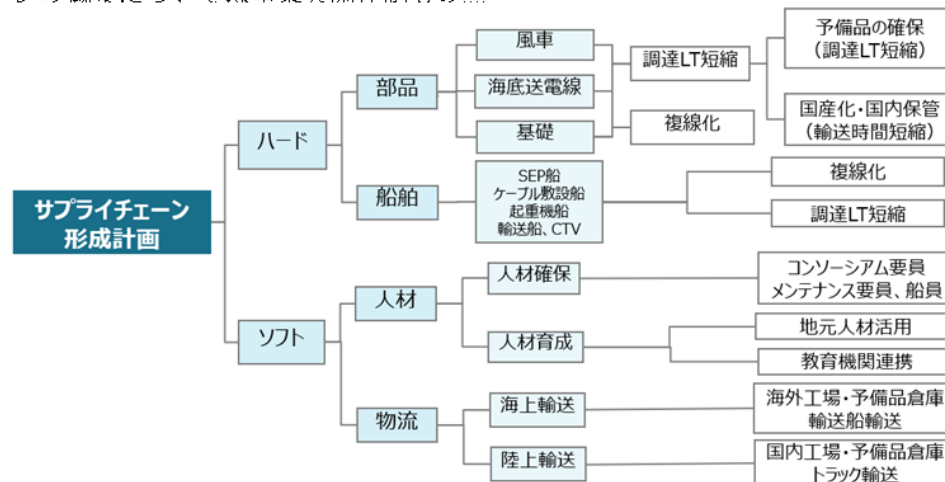 風車
予備品の確保
(調達LT短縮)
調達LT短縮
部品
海底送電線
国産化・国内保管
(輸送時間短縮)
基礎
複線化
ハード
SEP船
ケーブル敷設船
起重機船
輸送船、CTV
船舶
複線化
調達LT短縮
サプライチェーン
形成計画
人材確保
コンソーシアム要員
メンテナンス要員、船員
人材
ソフト
人材育成
地元人材活用
教育機関連携
海上輸送
海外工場・予備品倉庫
輸送船輸送
物流
陸上輸送
国内工場・予備品倉庫
トラック輸送